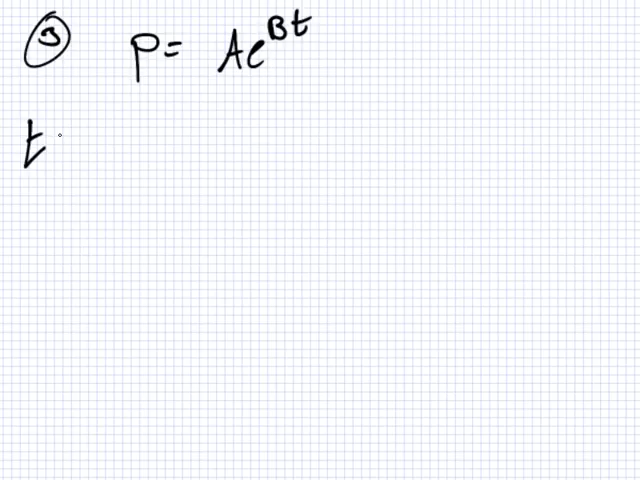 ③ P = Ae^{Bt}
t